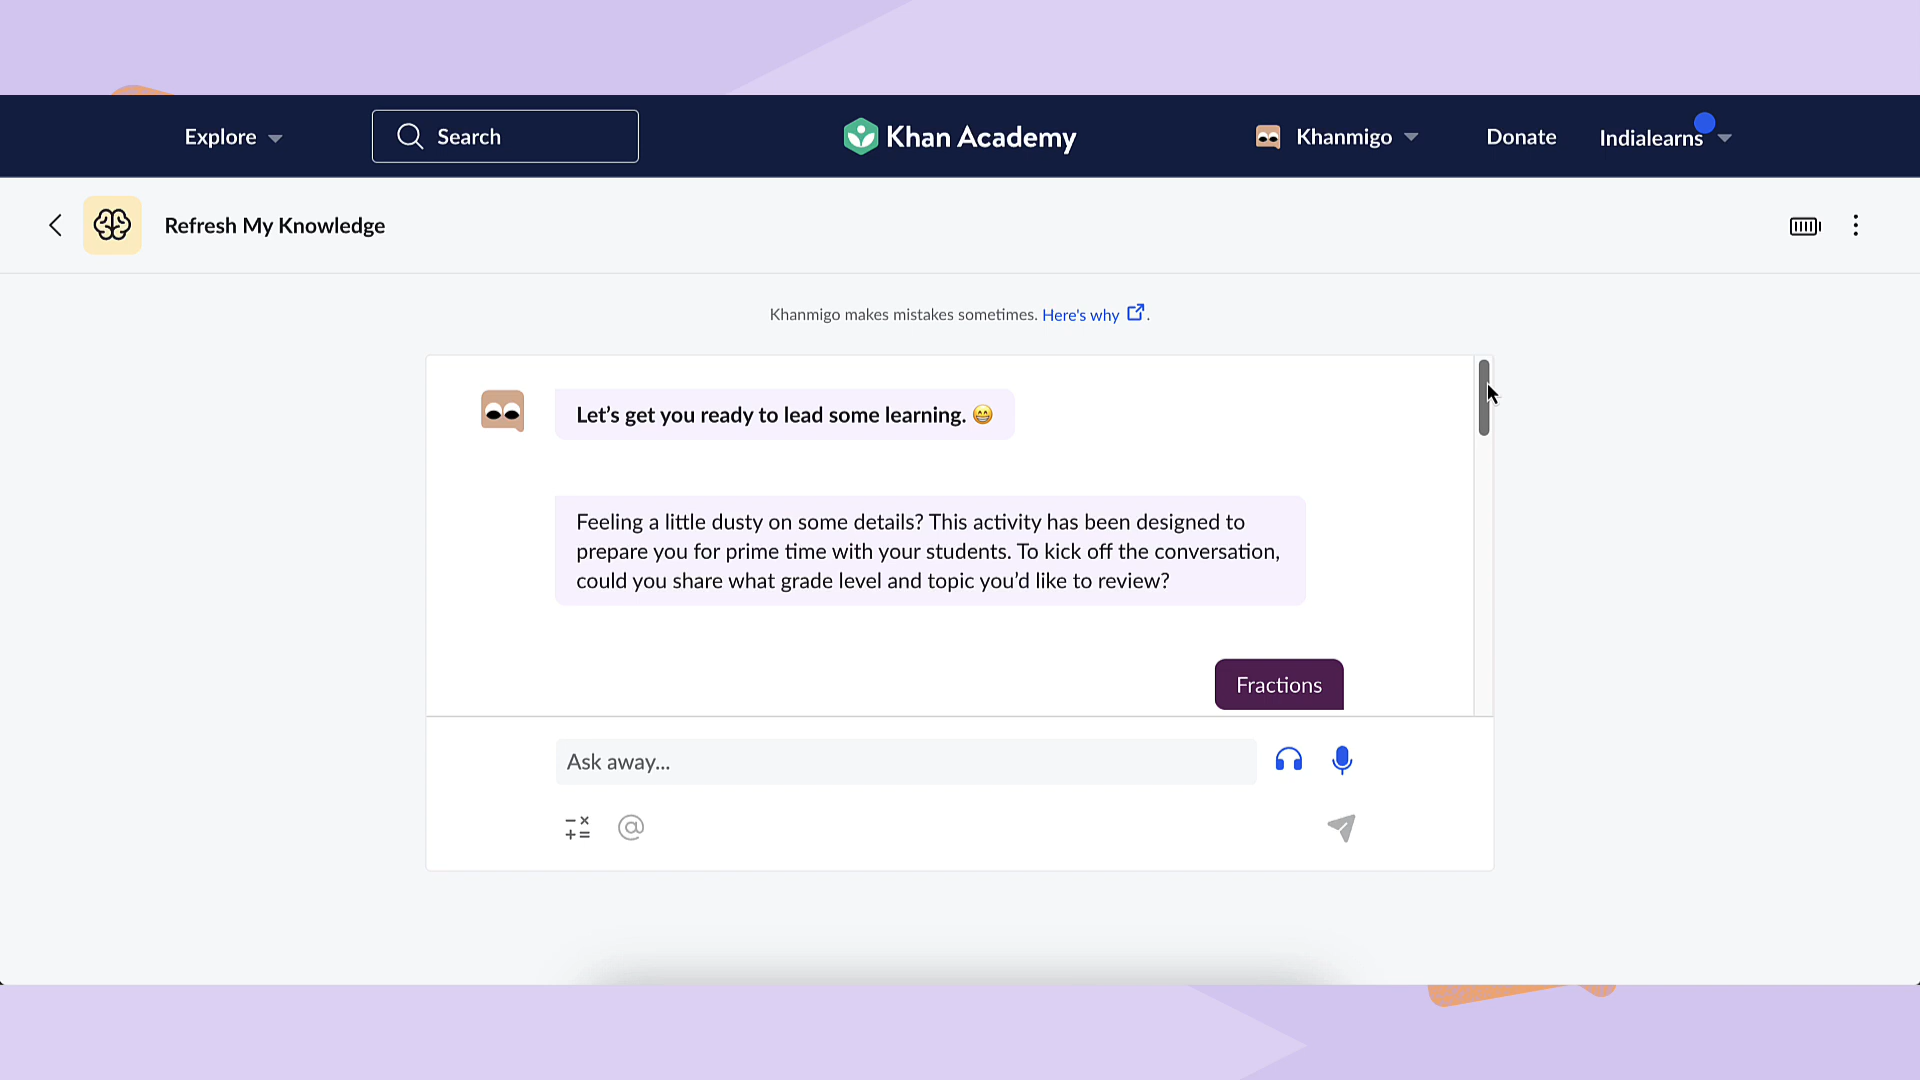 Explore
Search
Khan Academy
Khanmigo
Donate
Indialearns
Refresh My Knowledge
Khanmigo makes mistakes sometimes. Here's why.
Let’s get you ready to lead some learning. 😁
Feeling a little dusty on some details? This activity has been designed to
prepare you for prime time with your students. To kick off the conversation,
could you share what grade level and topic you’d like to review?
Fractions
Ask away...